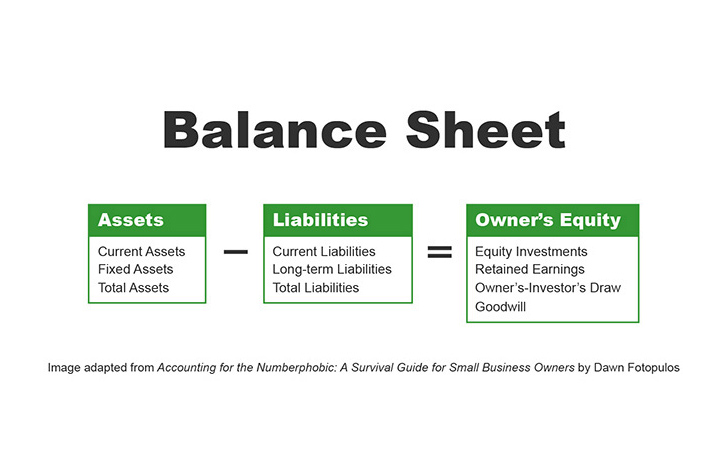 Balance Sheet
Assets
Current Assets
Fixed Assets
Total Assets
−
Liabilities
Current Liabilities
Long-term Liabilities
Total Liabilities
=
Owner’s Equity
Equity Investments
Retained Earnings
Owner’s-Investor’s Draw
Goodwill
Image adapted from Accounting for the Numberphobic: A Survival Guide for Small Business Owners by Dawn Fotopulos